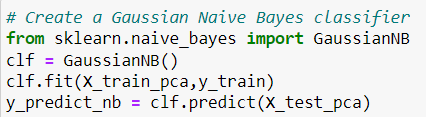 # Create a Gaussian Naive Bayes classifier
from sklearn.naive_bayes import GaussianNB
clf = GaussianNB()
clf.fit(X_train_pca,y_train)
y_predict_nb = clf.predict(X_test_pca)